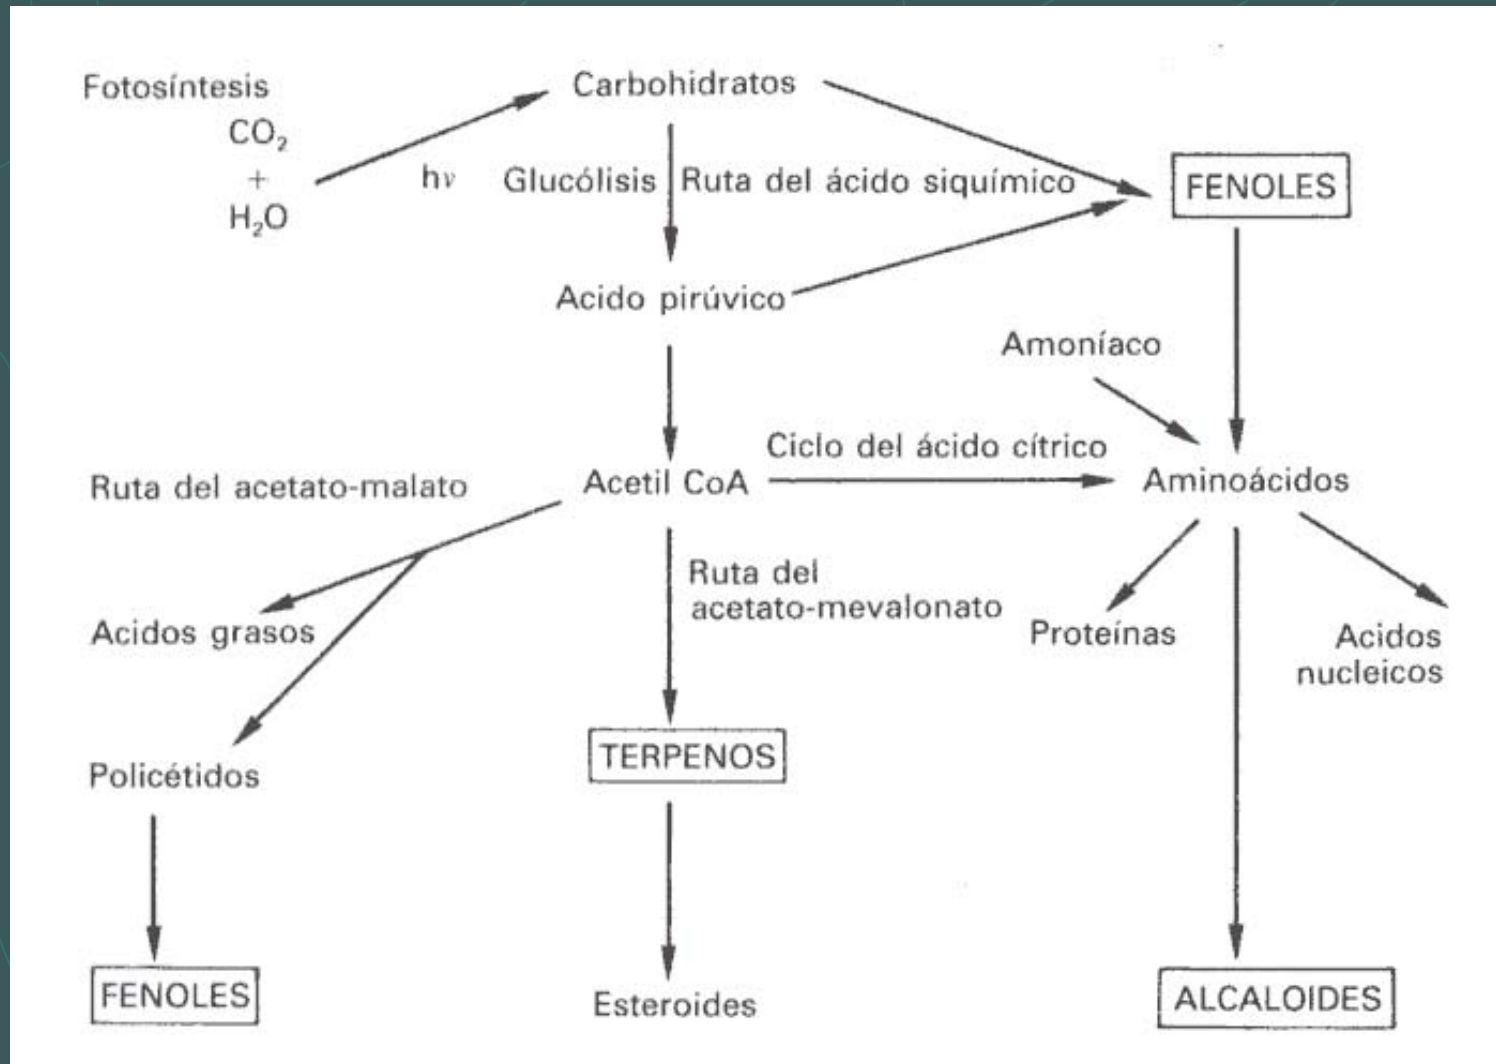 Fotosíntesis
CO₂
+
H₂O
hν
Carbohidratos
Glucólisis
Ruta del ácido siquímico
FENOLES
Acido pirúvico
Amoníaco
Ciclo del ácido cítrico
Ruta del acetato-malato
Acetil CoA
Aminoácidos
Ruta del
acetato-mevalonato
Acidos grasos
Proteínas
Acidos
nucleicos
TERPENOS
Policétidos
FENOLES
Esteroides
ALCALOIDES